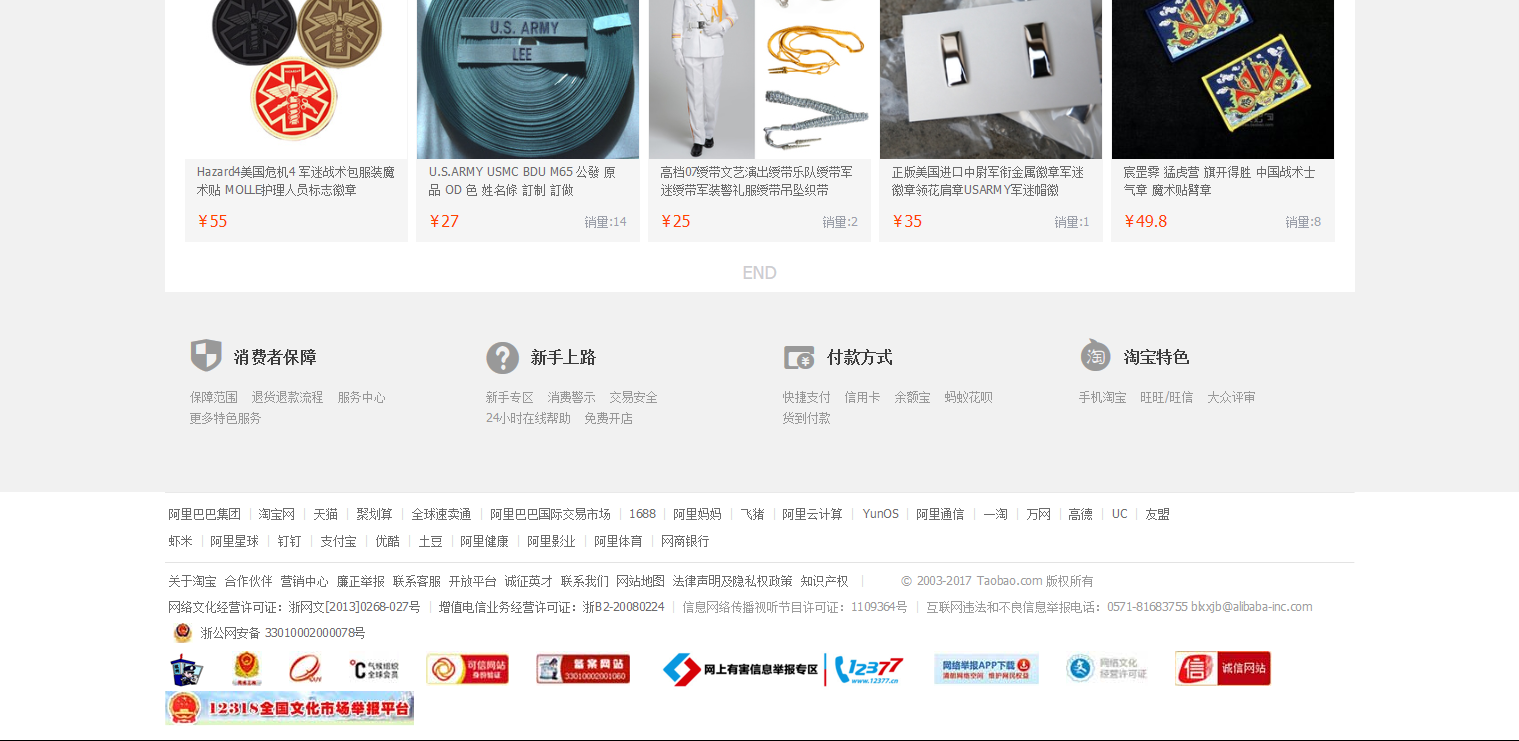 U.S. ARMY
LEE
Hazard4美国危机4 军迷战术包服装魔
术贴 MOLLE护理人员标志徽章
¥55
U.S.ARMY USMC BDU M65 公發 原
品 OD 色 姓名條 訂制 訂做
¥27 销量:14
高档07绶带文艺演出绶带乐队绶带军
迷绶带军装警礼服绶带吊坠织带
¥25 销量:2
正版美国进口中尉军衔金属徽章军迷
徽章领花肩章USARMY军迷帽徽
¥35 销量:1
宸罡霁 猛虎营 旗开得胜 中国战术士
气章 魔术贴臂章
¥49.8 销量:8
END
消费者保障
保障范围 退货退款流程 服务中心
更多特色服务
新手上路
新手专区 消费警示 交易安全
24小时在线帮助 免费开店
付款方式
快捷支付 信用卡 余额宝 蚂蚁花呗
货到付款
淘 淘宝特色
手机淘宝 旺旺/旺信 大众评审
阿里巴巴集团 | 淘宝网 | 天猫 | 聚划算 | 全球速卖通 | 阿里巴巴国际交易市场 | 1688 | 阿里妈妈 | 飞猪 | 阿里云计算 | YunOS | 阿里通信 | 一淘 | 万网 | 高德 | UC | 友盟
虾米 | 阿里星球 | 钉钉 | 支付宝 | 优酷 | 土豆 | 阿里健康 | 阿里影业 | 阿里体育 | 网商银行
关于淘宝 合作伙伴 营销中心 廉正举报 联系客服 开放平台 诚征英才 联系我们 网站地图 法律声明及隐私权政策 知识产权 | © 2003-2017 Taobao.com 版权所有
网络文化经营许可证：浙网文[2013]0268-027号 | 增值电信业务经营许可证：浙B2-20080224 | 信息网络传播视听节目许可证：1109364号 | 互联网违法和不良信息举报电话：0571-81683755 blxxjb@alibaba-inc.com
浙公网安备 33010002000078号
°C 气候组织
全球会员
可信网站
身份验证
备案网站
33010002001060
网上有害信息举报专区
12377
www.12377.cn
网络举报APP下载
清朗网络空间 维护网民权益
网络文化
经营许可证
信 诚信网站
12318全国文化市场举报平台